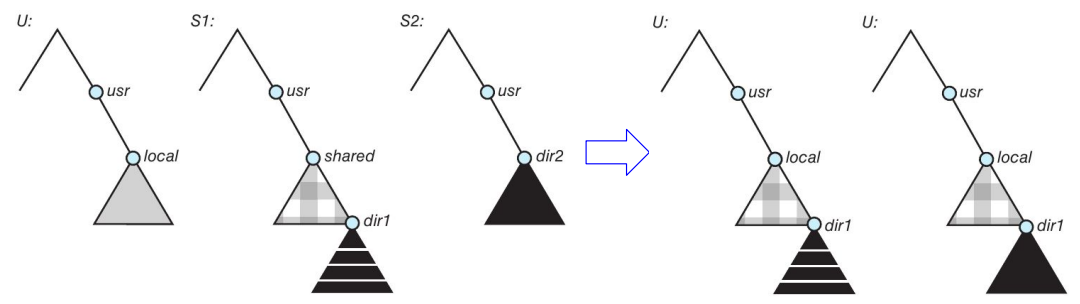 U:
usr
local
S1:
usr
shared
dir1
S2:
usr
dir2
U:
usr
local
dir1
U:
usr
local
dir1